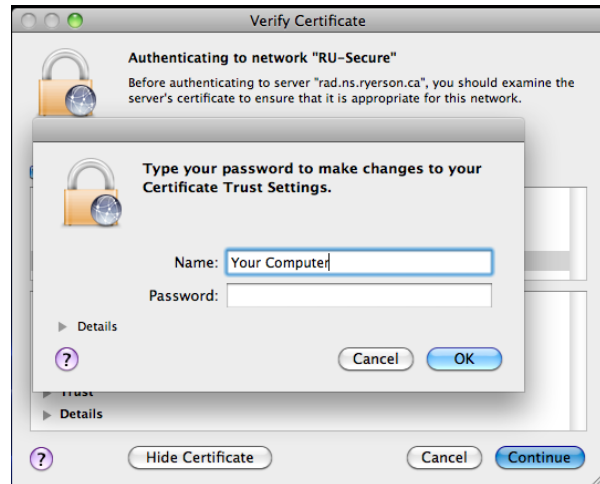 Verify Certificate
Authenticating to network "RU-Secure"
Before authenticating to server "rad.ns.ryerson.ca", you should examine the
server's certificate to ensure that it is appropriate for this network.
Type your password to make changes to your
Certificate Trust Settings.
Name: Your Computer
Password:
Details
? Cancel OK
Trust
Details
? Hide Certificate Cancel Continue